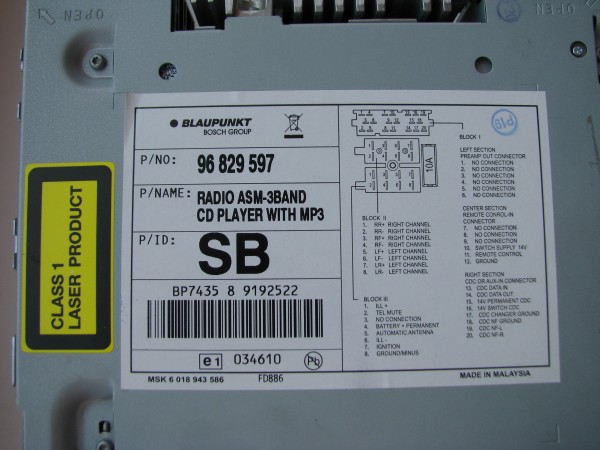 OPEN
OPEN
BLAUPUNKT
BOSCH GROUP
P/NO: 96 829 597
P/NAME: RADIO ASM-3BAND
CD PLAYER WITH MP3
P/ID: SB
BP7435 8 9192522
e1 034610 Pb
MSK 6 018 943 586 FD886
CLASS 1
LASER PRODUCT
10A
BLOCK I
LEFT SECTION
PREAMP OUT CONNECTOR
1. NO CONNECTION
2. NO CONNECTION
3. NO CONNECTION
4. NO CONNECTION
5. NO CONNECTION
6. NO CONNECTION
CENTER SECTION
REMOTE CONROL-IN
CONNECTOR
7. NO CONNECTION
8. NO CONNECTION
9. NO CONNECTION
10. SWITCH SUPPLY 14V
11. REMOTE CONTROL
12. GROUND
RIGHT SECTION
CDC OR AUX-IN CONNECTOR
13. CDC DATA IN
14. CDC DATA OUT
15. 14V PERMANENT CDC
16. 14V SWITCH CDC
17. CDC CHANGER GROUND
18. CDC NF GROUND
19. CDC NF-L
20. CDC NF-R
BLOCK II
1. RR+ RIGHT CHANNEL
2. RR- RIGHT CHANNEL
3. RF+ RIGHT CHANNEL
4. RF- RIGHT CHANNEL
5. LF+ LEFT CHANNEL
6. LF- LEFT CHANNEL
7. LR+ LEFT CHANNEL
8. LR- LEFT CHANNEL
BLOCK III
1. ILL+
2. TEL MUTE
3. NO CONNECTION
4. BATTERY + PERMANENT
5. AUTOMATIC ANTENNA
6. ILL-
7. IGNITION
8. GROUND/MINUS
MADE IN MALAYSIA